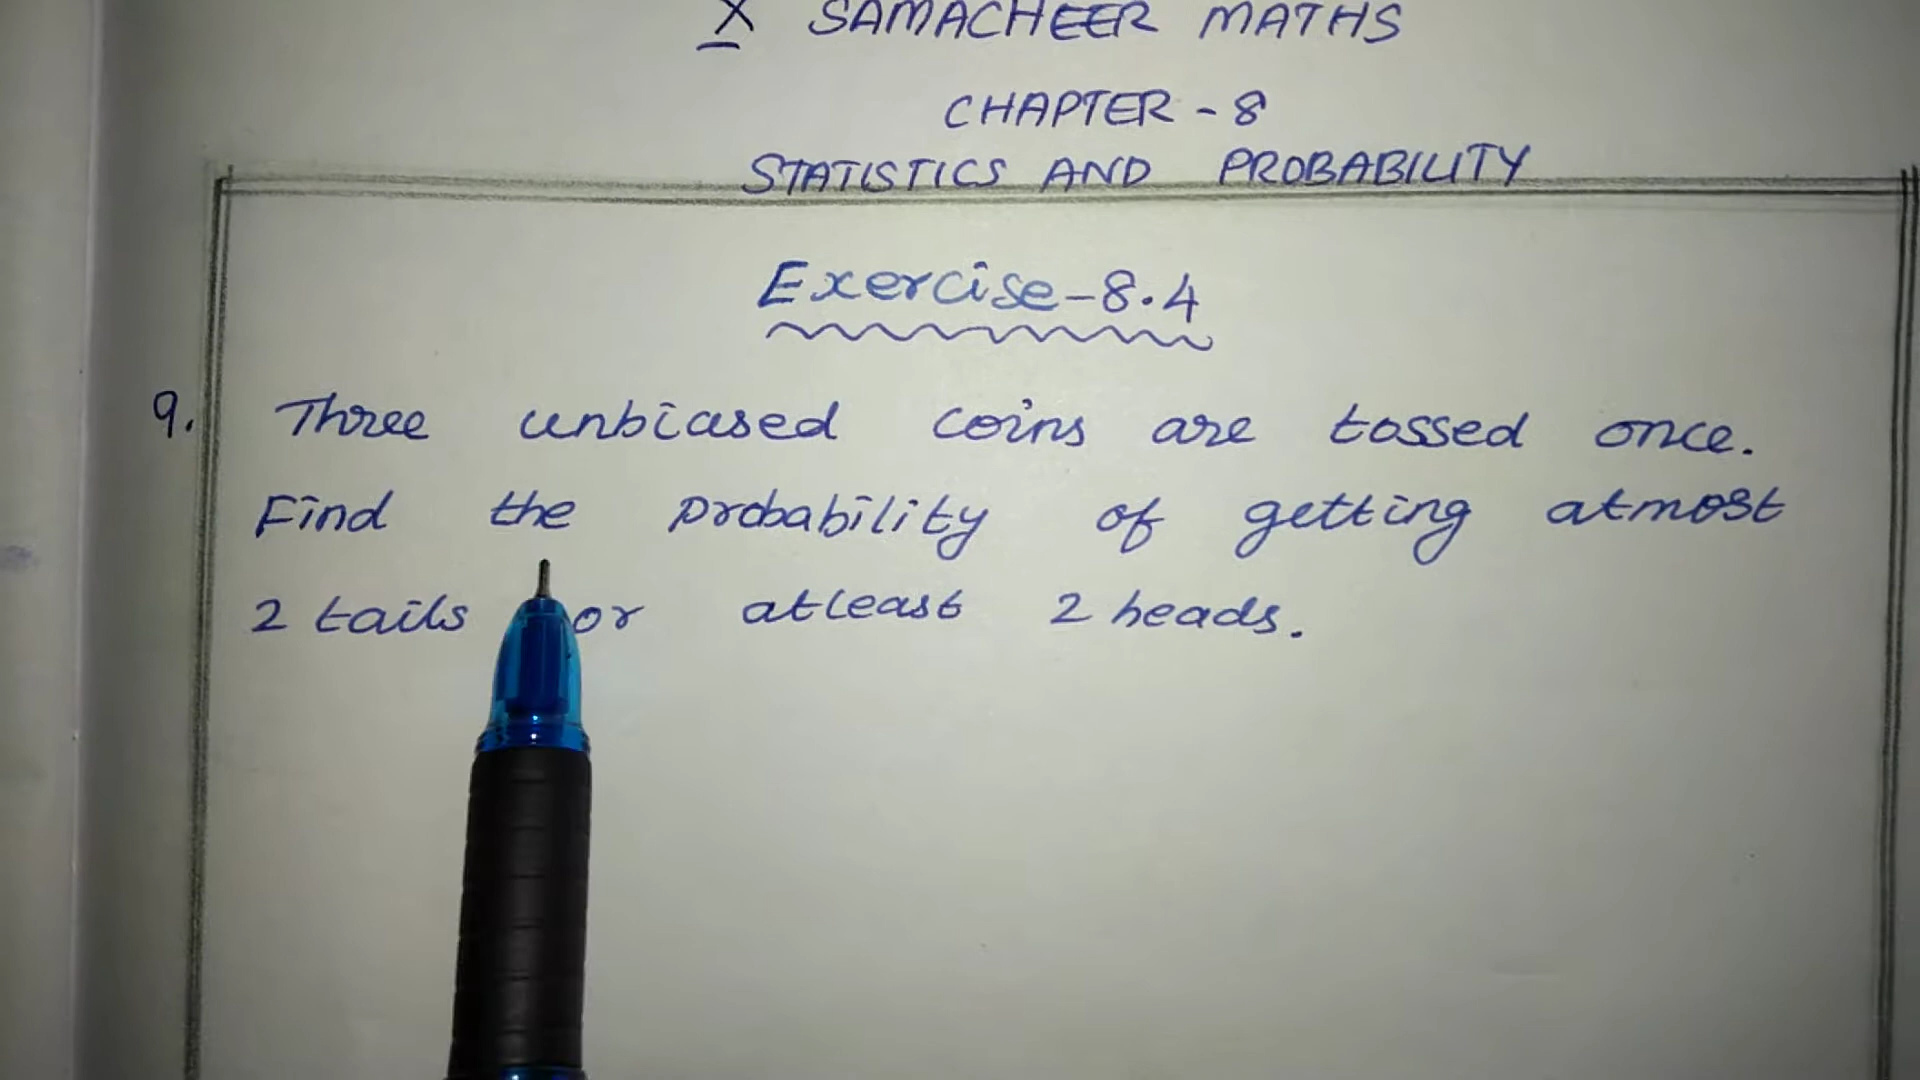 X SAMACHEER MATHS
CHAPTER - 8
STATISTICS AND PROBABILITY
Exercise-8.4
9. Three unbiased coins are tossed once.
Find the probability of getting atmost
2 tails or atleast 2 heads.